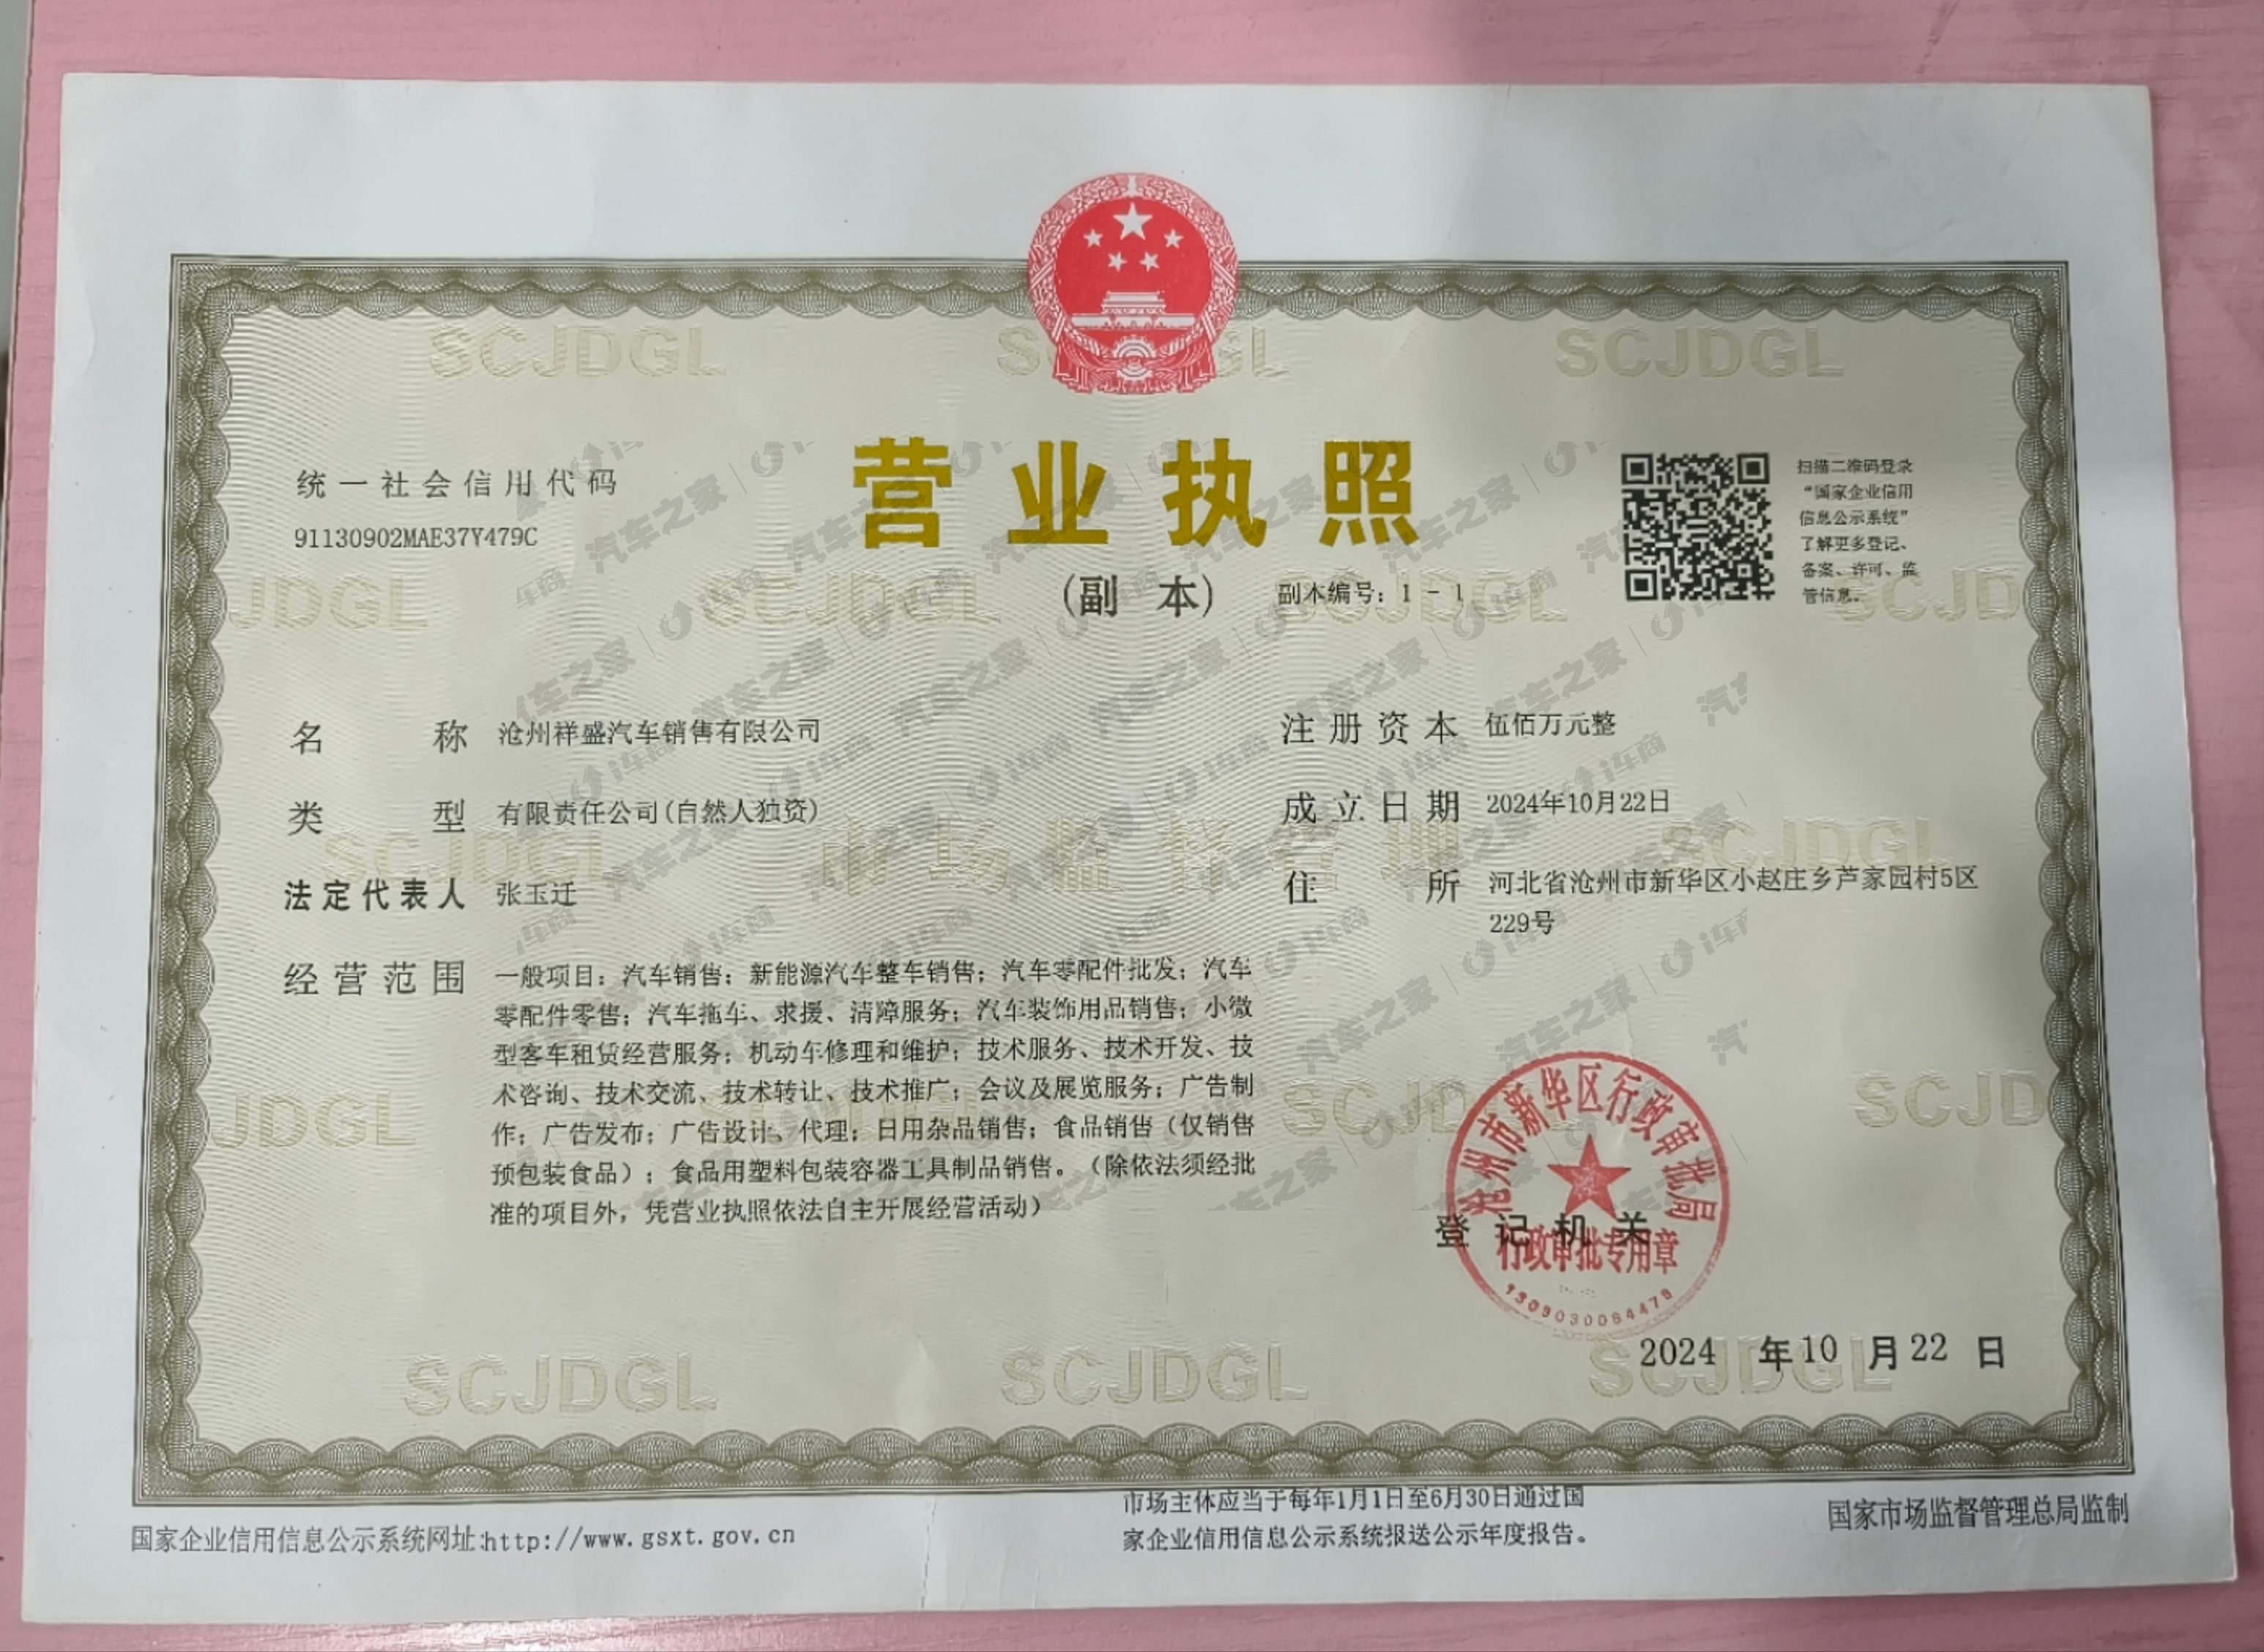 统一社会信用代码
91130902MAE37Y479C
营业执照
(副 本)
副本编号：1 - 1
扫描二维码登录
“国家企业信用
信息公示系统”
了解更多登记、
备案、许可、监
管信息。
名 称 沧州祥盛汽车销售有限公司
类 型 有限责任公司(自然人独资)
法定代表人 张玉迁
经营范围 一般项目：汽车销售；新能源汽车整车销售；汽车零配件批发；汽车
零配件零售；汽车拖车、求援、清障服务；汽车装饰用品销售；小微
型客车租赁经营服务；机动车修理和维护；技术服务、技术开发、技
术咨询、技术交流、技术转让、技术推广；会议及展览服务；广告制
作；广告发布；广告设计、代理；日用杂品销售；食品销售（仅销售
预包装食品）；食品用塑料包装容器工具制品销售。（除依法须经批
准的项目外，凭营业执照依法自主开展经营活动）
注册资本 伍佰万元整
成立日期 2024年10月22日
住 所 河北省沧州市新华区小赵庄乡芦家园村5区
229号
沧州市新华区行政审批局
登记机关
行政审批专用章
2024 年 10 月 22 日
国家企业信用信息公示系统网址:http://www.gsxt.gov.cn
市场主体应当于每年1月1日至6月30日通过国
家企业信用信息公示系统报送公示年度报告。
国家市场监督管理总局监制
SCJDGL
市场监督管理
汽车之家
i车商